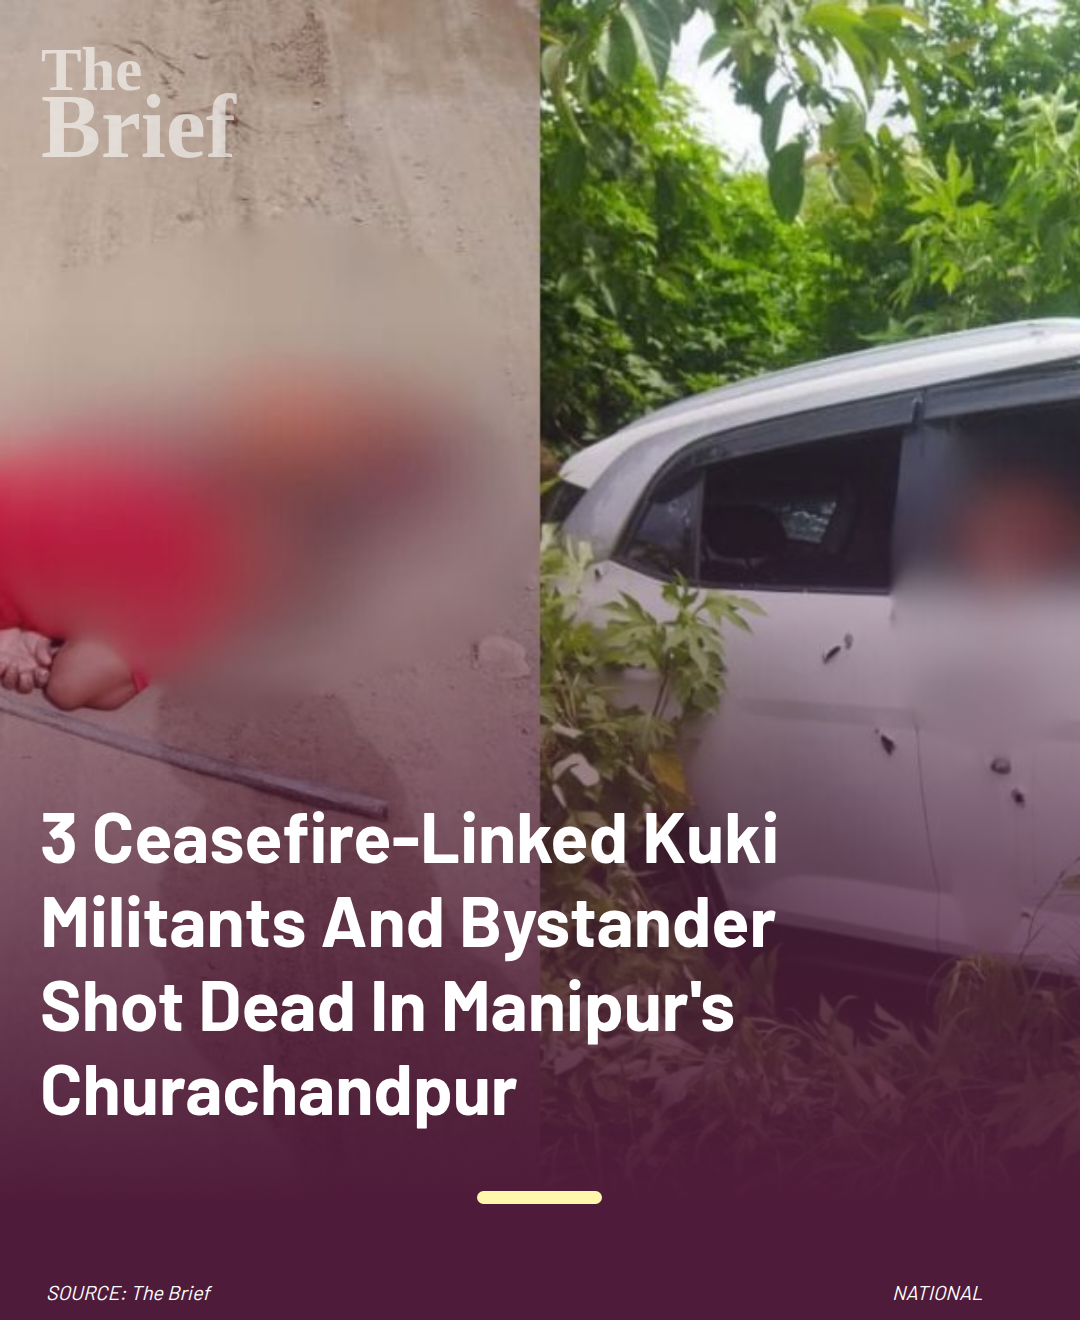 The
Brief
3 Ceasefire-Linked Kuki
Militants And Bystander
Shot Dead In Manipur's
Churachandpur
SOURCE: The Brief
NATIONAL